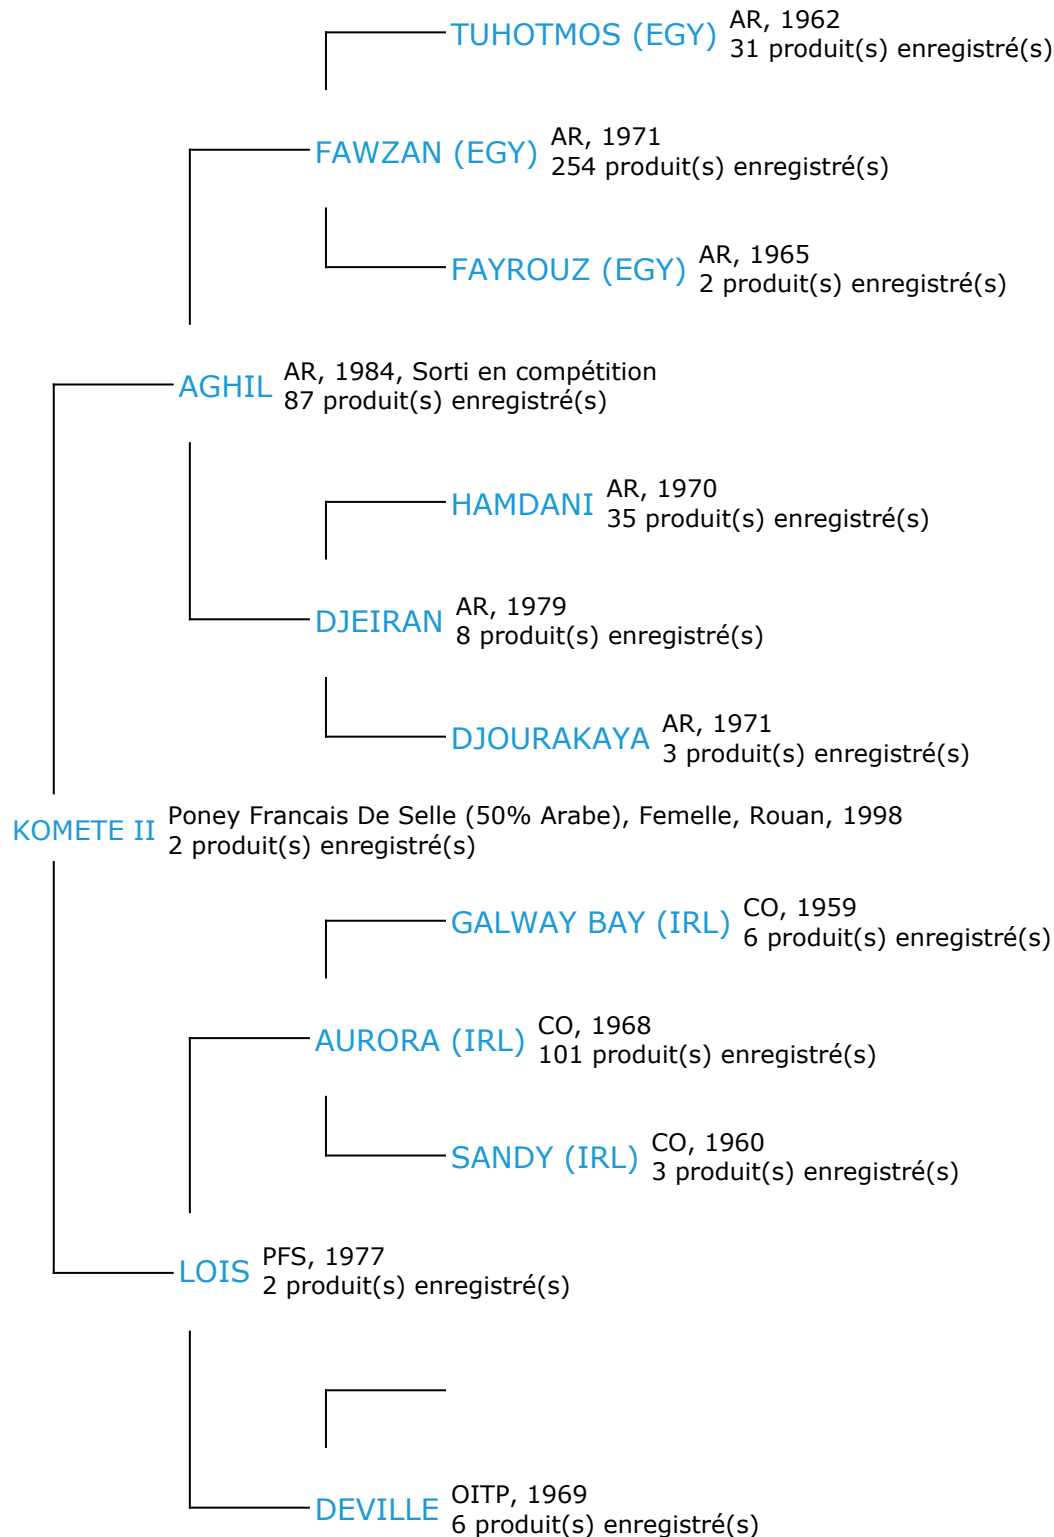 TUHOTMOS (EGY) AR, 1962
31 produit(s) enregistré(s)
FAWZAN (EGY) AR, 1971
254 produit(s) enregistré(s)
FAYROUZ (EGY) AR, 1965
2 produit(s) enregistré(s)
AGHIL AR, 1984, Sorti en compétition
87 produit(s) enregistré(s)
HAMDANI AR, 1970
35 produit(s) enregistré(s)
DJEIRAN AR, 1979
8 produit(s) enregistré(s)
DJOURAKAYA AR, 1971
3 produit(s) enregistré(s)
KOMETE II Poney Francais De Selle (50% Arabe), Femelle, Rouan, 1998
2 produit(s) enregistré(s)
GALWAY BAY (IRL) CO, 1959
6 produit(s) enregistré(s)
AURORA (IRL) CO, 1968
101 produit(s) enregistré(s)
SANDY (IRL) CO, 1960
3 produit(s) enregistré(s)
LOIS PFS, 1977
2 produit(s) enregistré(s)
DEVILLE OITP, 1969
6 produit(s) enregistré(s)